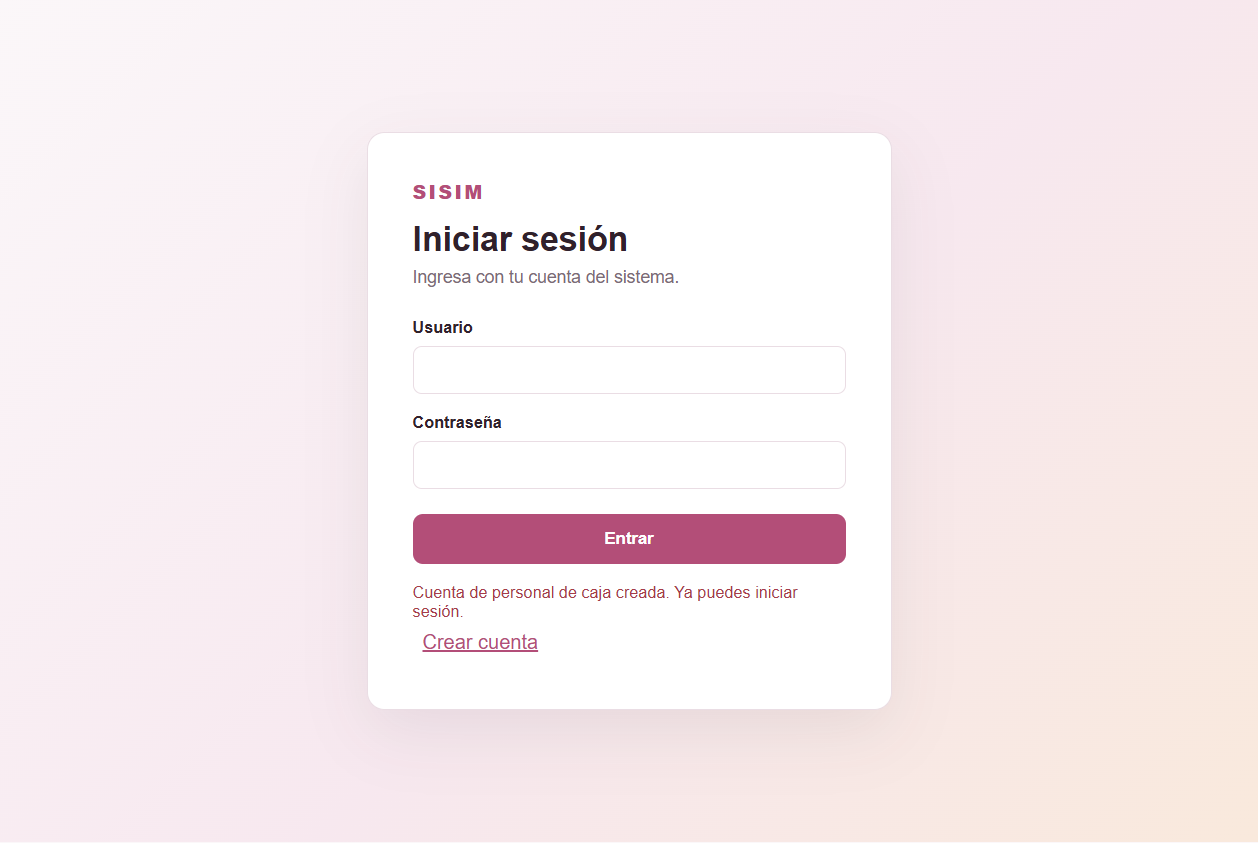 SISIM
Iniciar sesión
Ingresa con tu cuenta del sistema.
Usuario
Contraseña
Entrar
Cuenta de personal de caja creada. Ya puedes iniciar
sesión.
Crear cuenta